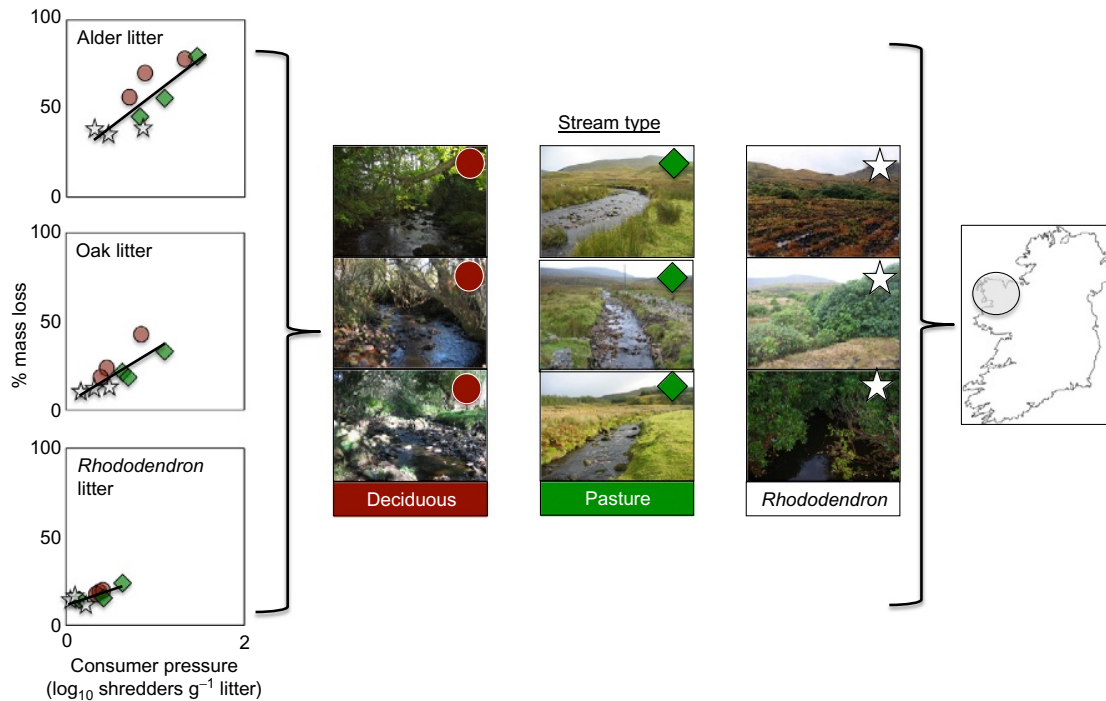 100
Alder litter
50
0
100
Oak litter
50
0
100
Rhododendron
litter
50
0
0
2
% mass loss
Consumer pressure
(log₁₀ shredders g⁻¹ litter)
Stream type
Deciduous
Pasture
Rhododendron